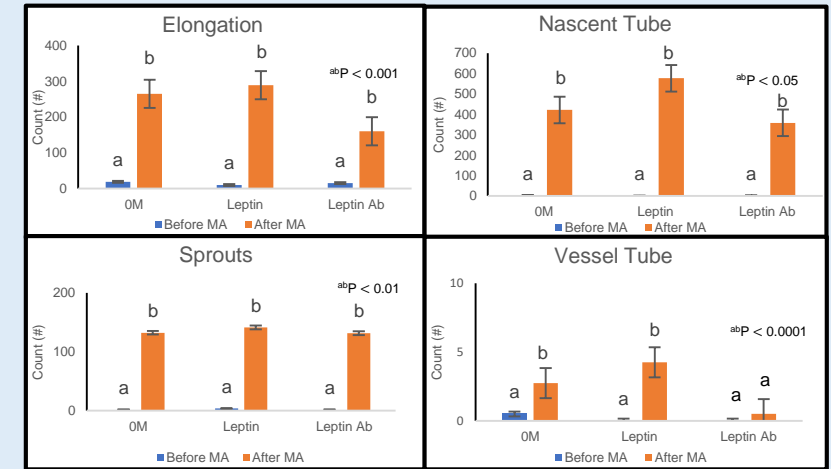 Elongation
400
300
200
100
0
Count (#)
b
b
b
a
a
a
abP < 0.001
0M
Leptin
Leptin Ab
Before MA
After MA
Nascent Tube
700
600
500
400
300
200
100
0
Count (#)
b
b
b
a
a
a
abP < 0.05
0M
Leptin
Leptin Ab
Before MA
After MA
Sprouts
200
100
0
Count (#)
b
b
b
a
a
a
abP < 0.01
0M
Leptin
Leptin Ab
Before MA
After MA
Vessel Tube
10
5
0
Count (#)
b
b
a
a
a
a
abP < 0.0001
0M
Leptin
Leptin Ab
Before MA
After MA